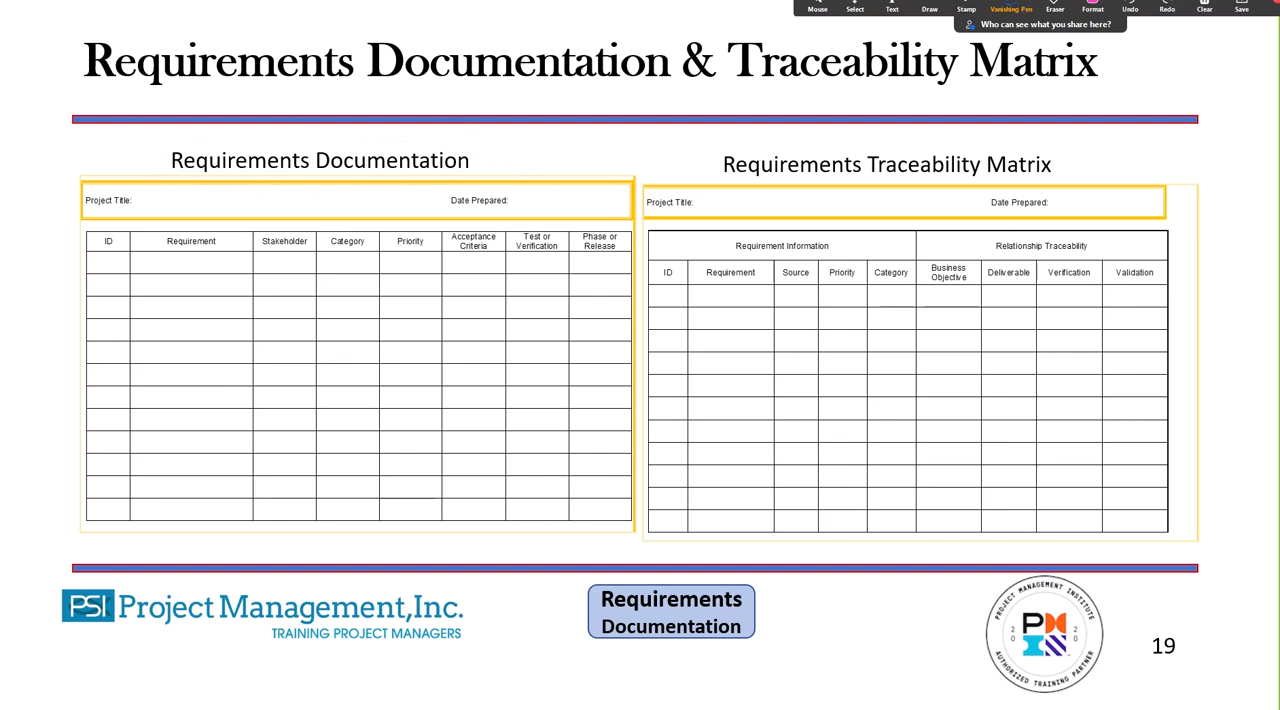 Mouse Select Text Draw Stamp Vanishing Pen Eraser Format Undo Redo Clear Save
Who can see what you share here?
Requirements Documentation & Traceability Matrix
Requirements Documentation
Project Title: Date Prepared:
ID Requirement Stakeholder Category Priority Acceptance Criteria Test or Verification Phase or Release
Requirements Traceability Matrix
Project Title: Date Prepared:
Requirement Information Relationship Traceability
ID Requirement Source Priority Category Business Objective Deliverable Verification Validation
PSI Project Management,Inc.
TRAINING PROJECT MANAGERS
Requirements
Documentation
PROJECT MANAGEMENT INSTITUTE
20 20
AUTHORIZED TRAINING PARTNER
19